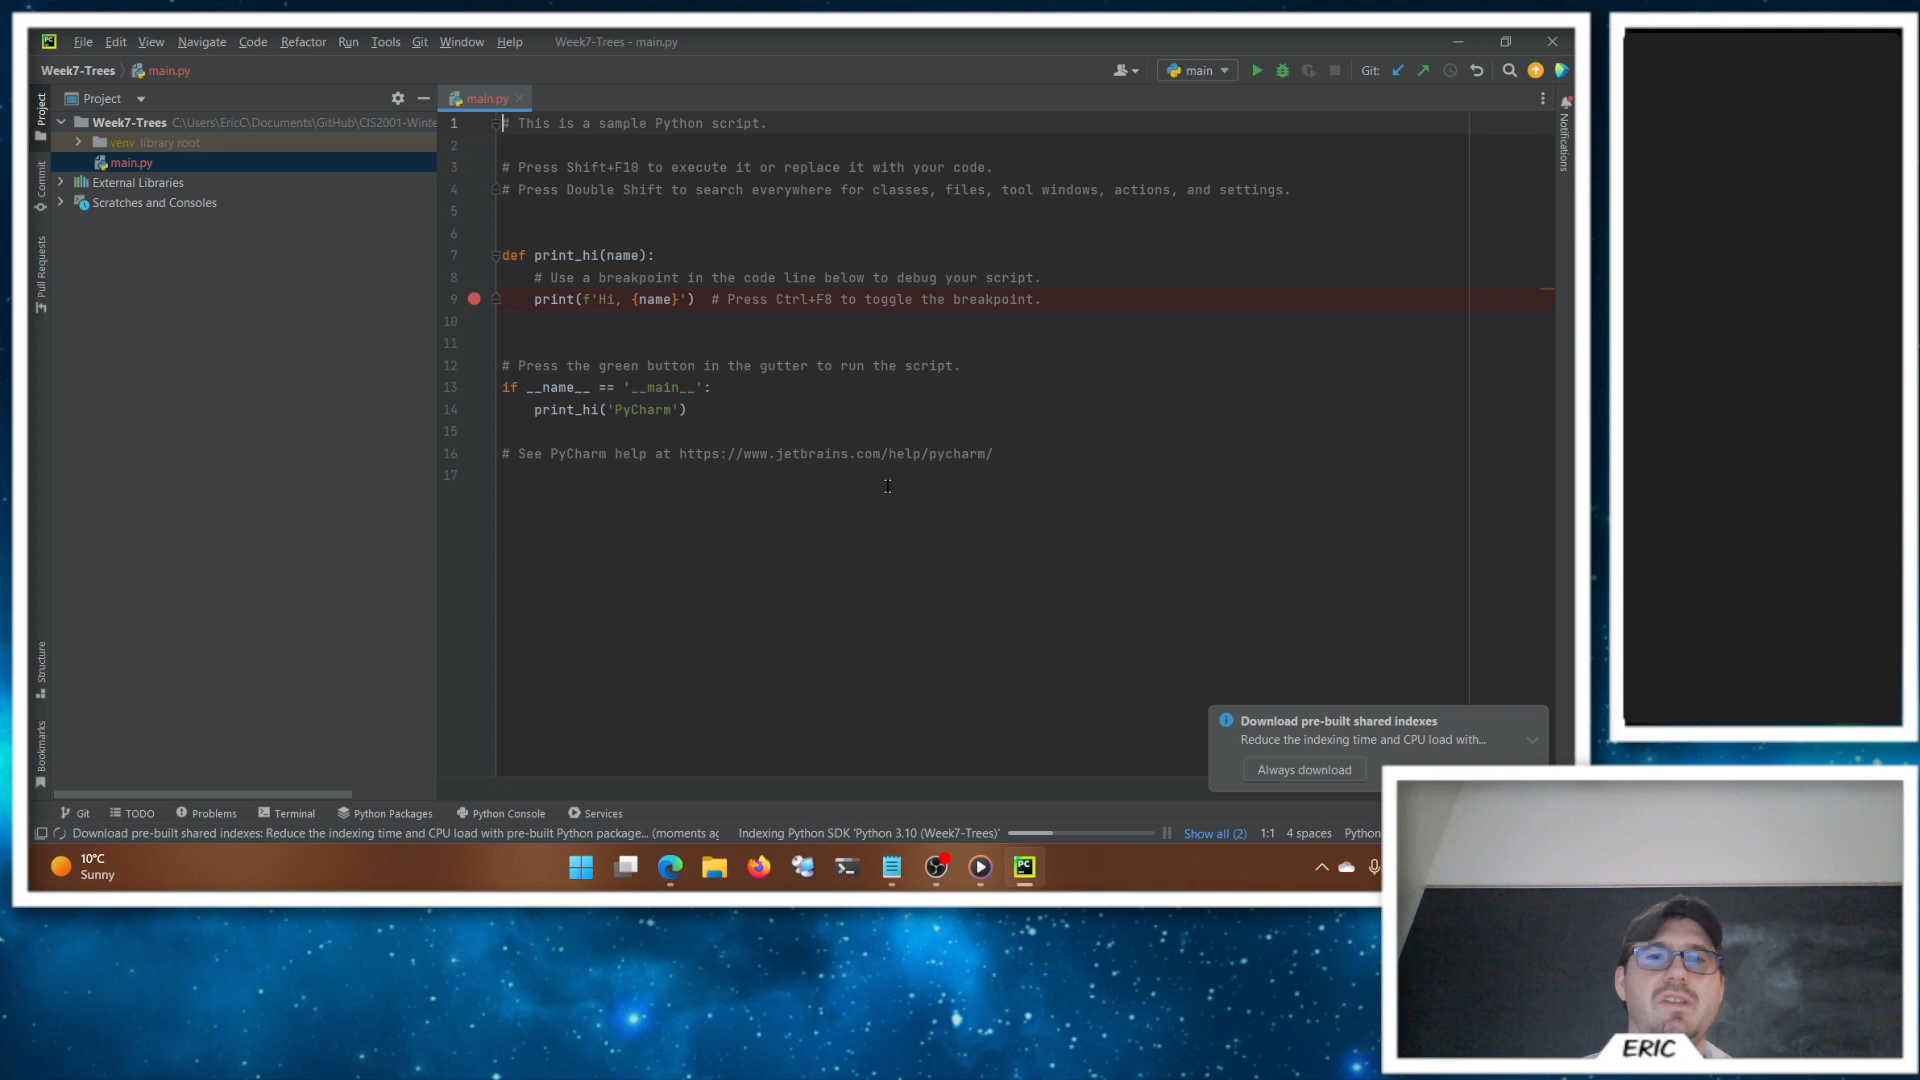 PC File Edit View Navigate Code Refactor Run Tools Git Window Help Week7-Trees - main.py
Week7-Trees main.py main Git:
Project main.py
Project
Week7-Trees C:\Users\EricC\Documents\GitHub\CIS2001-Winte
venv library root
main.py
External Libraries
Scratches and Consoles
Commit
Pull Requests
Structure
Bookmarks
Notifications
1 # This is a sample Python script.
2
3 # Press Shift+F10 to execute it or replace it with your code.
4 # Press Double Shift to search everywhere for classes, files, tool windows, actions, and settings.
5
6
7 def print_hi(name):
8 # Use a breakpoint in the code line below to debug your script.
9 print(f'Hi, {name}') # Press Ctrl+F8 to toggle the breakpoint.
10
11
12 # Press the green button in the gutter to run the script.
13 if __name__ == '__main__':
14 print_hi('PyCharm')
15
16 # See PyCharm help at https://www.jetbrains.com/help/pycharm/
17
Download pre-built shared indexes
Reduce the indexing time and CPU load with...
Always download
Git TODO Problems Terminal Python Packages Python Console Services
Download pre-built shared indexes: Reduce the indexing time and CPU load with pre-built Python package... (moments ag Indexing Python SDK 'Python 3.10 (Week7-Trees)' Show all (2) 1:1 4 spaces Python
10°C
Sunny
PC
ERIC